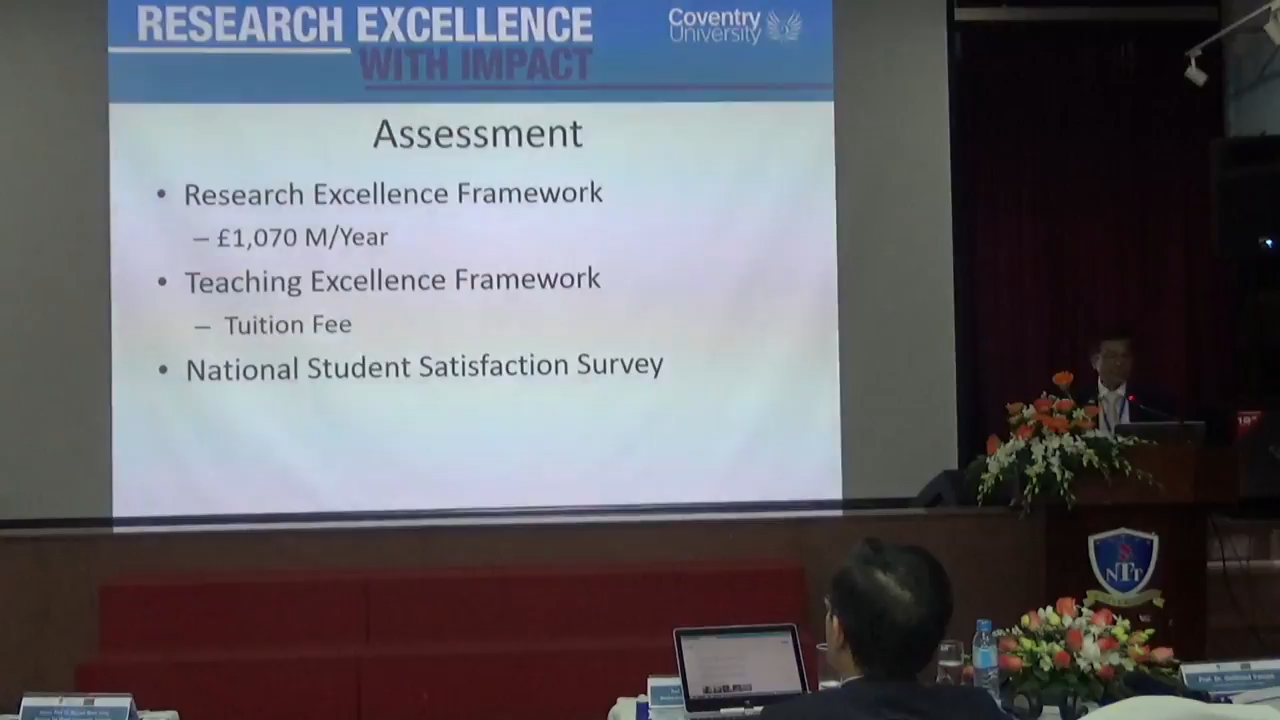 RESEARCH EXCELLENCE
WITH IMPACT
Coventry
University
Assessment
• Research Excellence Framework
– £1,070 M/Year
• Teaching Excellence Framework
– Tuition Fee
• National Student Satisfaction Survey
NTT